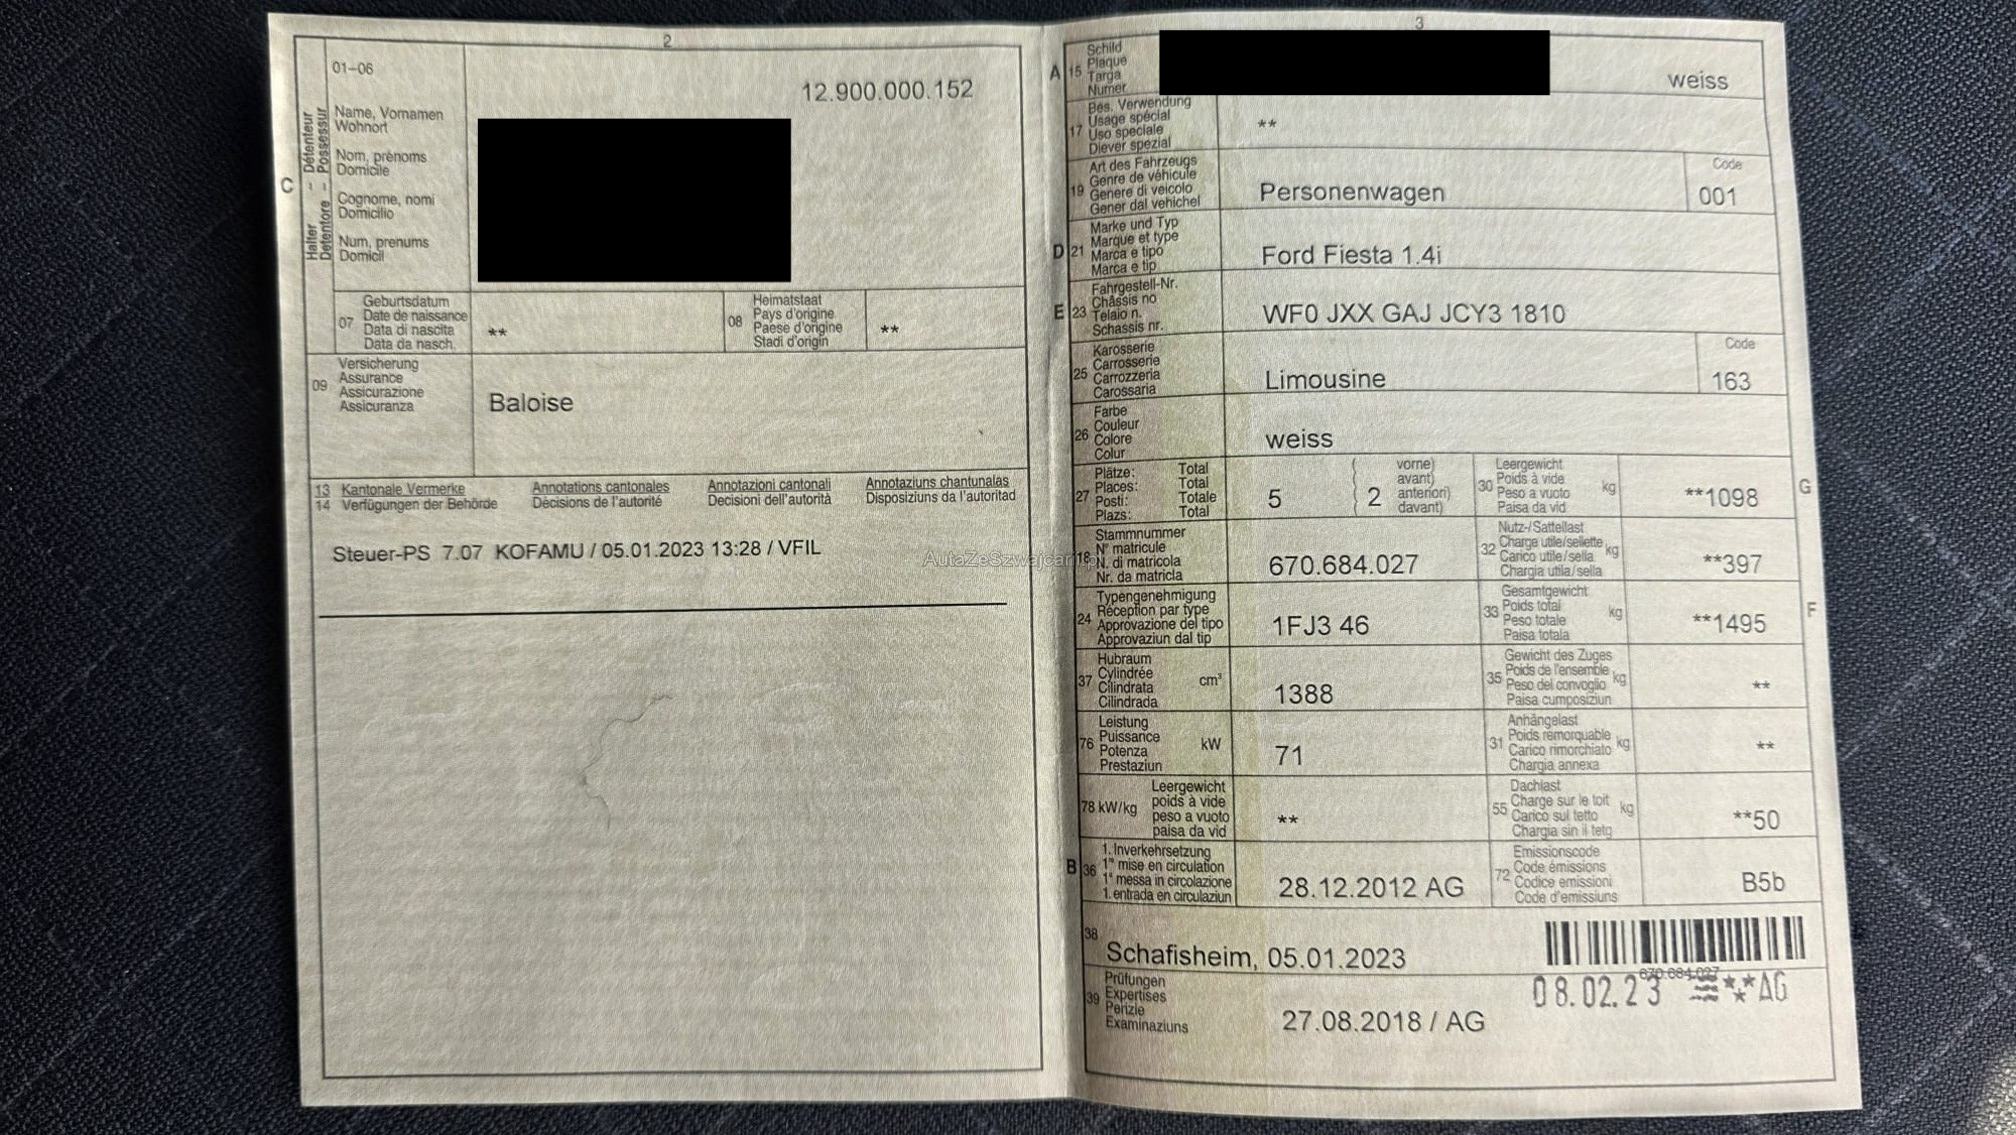 2
01-06
12.900.000.152
C
Halter – Détenteur
Detentore – Possessur
Name, Vornamen
Wohnort
Nom, prénoms
Domicile
Cognome, nomi
Domicilio
Num, prenums
Domicil
07
Geburtsdatum
Date de naissance
Data di nascita
Data da nasch.
**
08
Heimatstaat
Pays d'origine
Paese d'origine
Stadi d'origin
**
09
Versicherung
Assurance
Assicurazione
Assicuranza
Baloise
13 Kantonale Vermerke Annotations cantonales Annotazioni cantonali Annotaziuns chantunalas
14 Verfügungen der Behörde Décisions de l'autorité Decisioni dell'autorità Disposiziuns da l'autoritad
Steuer-PS 7.07 KOFAMU / 05.01.2023 13:28 / VFIL
3
A 15
Schild
Plaque
Targa
Numer
weiss
17
Bes. Verwendung
Usage spécial
Uso speciale
Diever spezial
**
19
Art des Fahrzeugs
Genre de véhicule
Genere di veicolo
Gener dal vehichel
Personenwagen
Code
001
D 21
Marke und Typ
Marque et type
Marca e tipo
Marca e tip
Ford Fiesta 1.4i
E 23
Fahrgestell-Nr.
Châssis no
Telaio n.
Schassis nr.
WF0 JXX GAJ JCY3 1810
25
Karosserie
Carrosserie
Carrozzeria
Carossaria
Limousine
Code
163
26
Farbe
Couleur
Colore
Colur
weiss
27
Plätze: Total
Places: Total
Posti: Totale
Plazs: Total
5
2
vorne)
avant)
anteriori)
davant)
30
Leergewicht
Poids à vide
Peso a vuoto
Paisa da vid
kg
**1098
G
18
Stammnummer
N° matricule
N. di matricola
Nr. da matricla
670.684.027
32
Nutz-/Sattellast
Charge utile/sellette
Carico utile/sella
Chargia utila/sella
kg
**397
24
Typengenehmigung
Réception par type
Approvazione del tipo
Approvaziun dal tip
1FJ3 46
33
Gesamtgewicht
Poids total
Peso totale
Paisa totala
kg
**1495
F
37
Hubraum
Cylindrée
Cilindrata
Cilindrada
cm³
1388
35
Gewicht des Zuges
Poids de l'ensemble
Peso del convoglio
Paisa cumposiziun
kg
**
76
Leistung
Puissance
Potenza
Prestaziun
kW
71
31
Anhängelast
Poids remorquable
Carico rimorchiato
Chargia annexa
kg
**
78 kW/kg
Leergewicht
poids à vide
peso a vuoto
paisa da vid
**
55
Dachlast
Charge sur le toit
Carico sul tetto
Chargia sin il tetg
kg
**50
B 36
1. Inverkehrsetzung
1re mise en circulation
1a messa in circolazione
1. entrada en circulaziun
28.12.2012 AG
72
Emissionscode
Code émissions
Codice emissioni
Code d'emissiuns
B5b
38
Schafisheim, 05.01.2023
670.684.027
08.02.23 AG
39
Prüfungen
Expertises
Perizie
Examinaziuns
27.08.2018 / AG